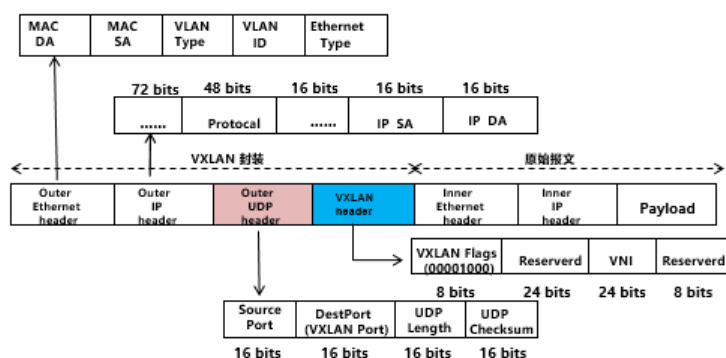 MAC DA
MAC SA
VLAN Type
VLAN ID
Ethernet Type
72 bits
48 bits
16 bits
16 bits
16 bits
......
Protocal
......
IP SA
IP DA
VXLAN 封装
原始报文
Outer Ethernet header
Outer IP header
Outer UDP header
VXLAN header
Inner Ethernet header
Inner IP header
Payload
VXLAN Flags (00001000)
Reserverd
VNI
Reserverd
8 bits
24 bits
24 bits
8 bits
Source Port
DestPort (VXLAN Port)
UDP Length
UDP Checksum
16 bits
16 bits
16 bits
16 bits